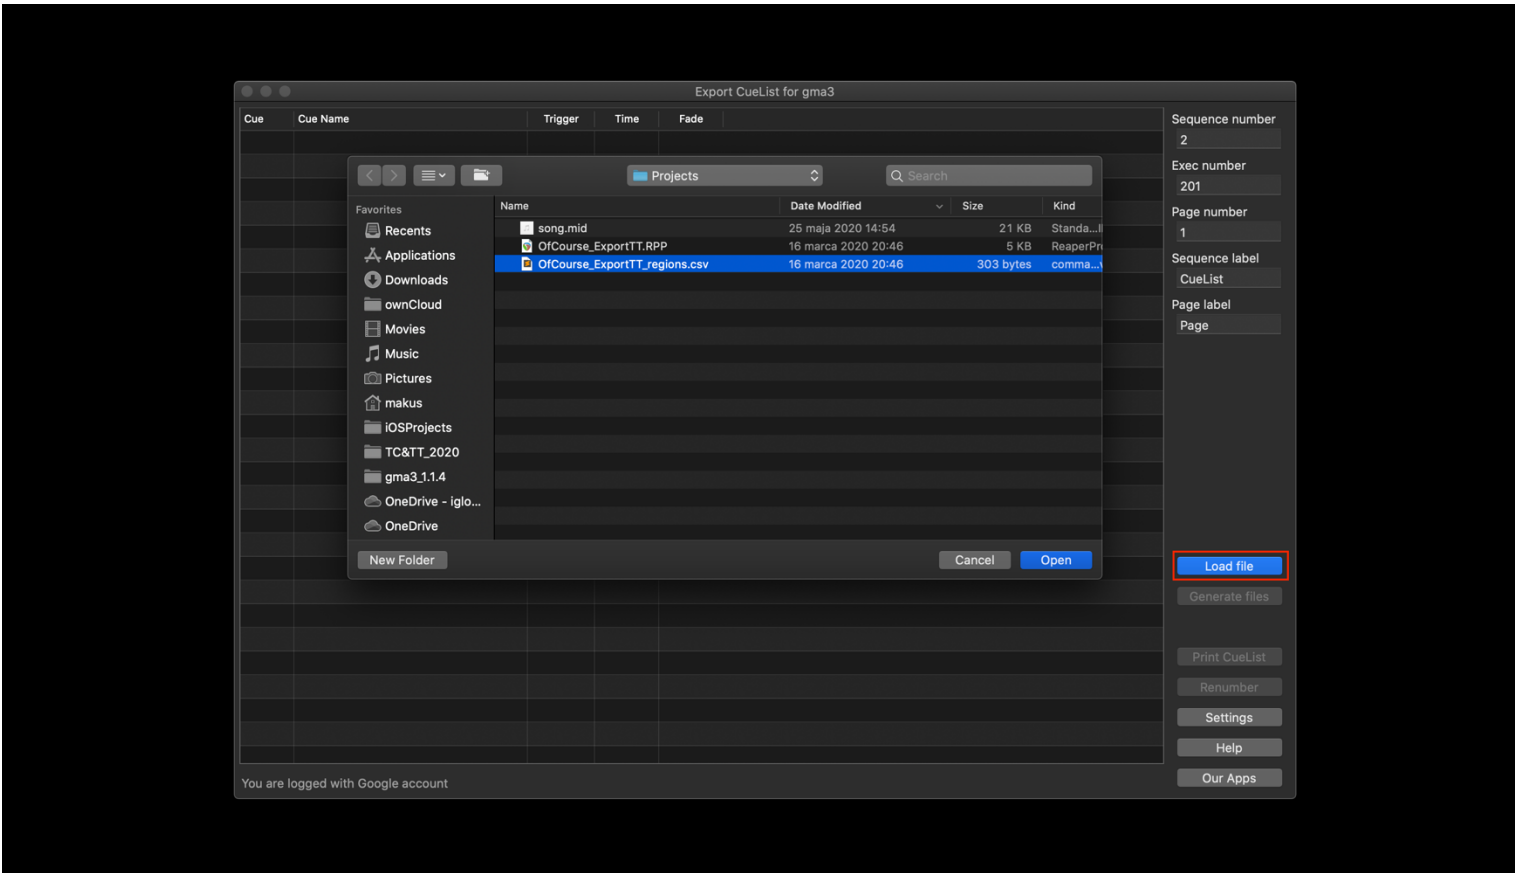 Export CueList for gma3
Cue Cue Name Trigger Time Fade
Sequence number
2
Exec number
201
Page number
1
Sequence label
CueList
Page label
Page
Projects
Search
Favorites
Recents
Applications
Downloads
ownCloud
Movies
Music
Pictures
makus
iOSProjects
TC&TT_2020
gma3_1.1.4
OneDrive - iglo...
OneDrive
Name Date Modified Size Kind
song.mid 25 maja 2020 14:54 21 KB
OfCourse_ExportTT.RPP 16 marca 2020 20:46 5 KB
OfCourse_ExportTT_regions.csv 16 marca 2020 20:46 303 bytes
New Folder
Cancel
Open
Load file
Generate files
Print CueList
Renumber
Settings
Help
Our Apps
You are logged with Google account